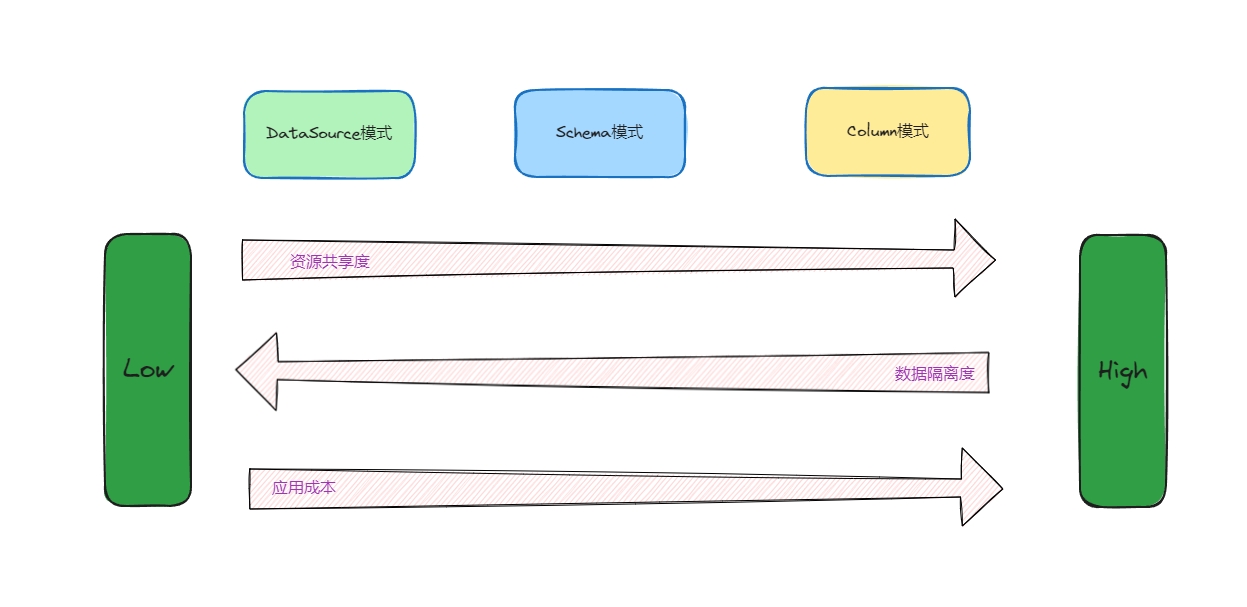 DataSource模式
Schema模式
Column模式
资源共享度
Low
High
数据隔离度
应用成本